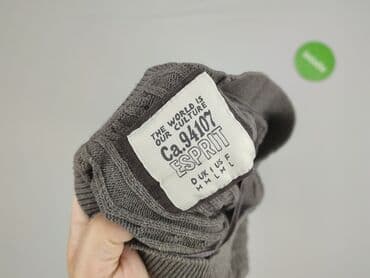 THE WORLD IS
OUR CULTURE
Ca.94107
ESPRIT
D UK I US F
M M L M L